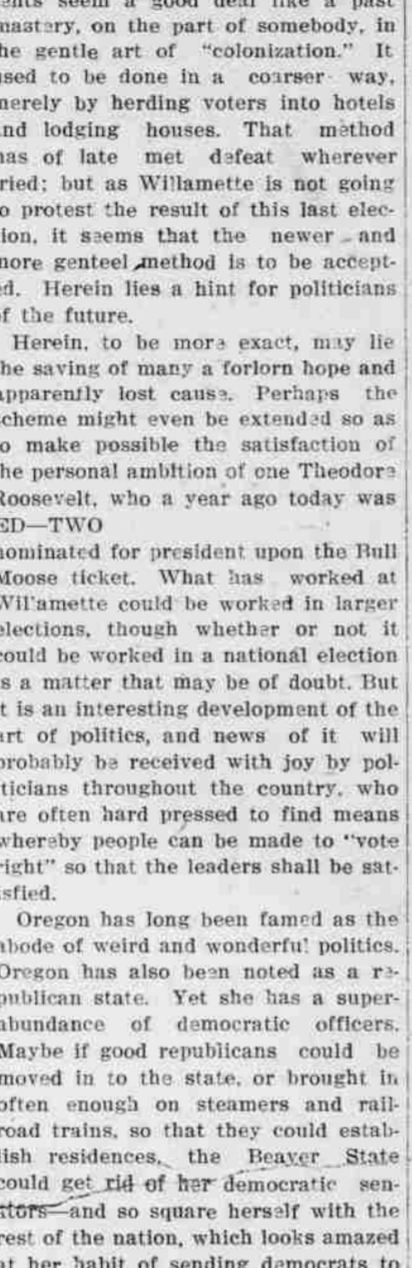 ents seem a good deal like a past
mastery, on the part of somebody, in
he gentle art of "colonization." It
used to be done in a coarser way,
merely by herding voters into hotels
and lodging houses. That method
has of late met defeat wherever
ried; but as Willamette is not going
o protest the result of this last elec-
ion, it seems that the newer and
more genteel method is to be accept-
ed. Herein lies a hint for politicians
of the future.
Herein, to be more exact, may lie
he saving of many a forlorn hope and
apparently lost cause. Perhaps the
scheme might even be extended so as
o make possible the satisfaction of
he personal ambition of one Theodore
Roosevelt, who a year ago today was
ED—TWO
nominated for president upon the Bull
Moose ticket. What has worked at
Wil'amette could be worked in larger
elections, though whether or not it
could be worked in a national election
is a matter that may be of doubt. But
t is an interesting development of the
art of politics, and news of it will
probably be received with joy by pol-
ticians throughout the country, who
are often hard pressed to find means
whereby people can be made to "vote
right" so that the leaders shall be sat-
isfied.
Oregon has long been famed as the
abode of weird and wonderful politics.
Oregon has also been noted as a re-
publican state. Yet she has a super-
abundance of democratic officers.
Maybe if good republicans could be
moved in to the state, or brought in
often enough on steamers and rail-
road trains, so that they could estab-
lish residences, the Beaver State
could get rid of her democratic sen-
ators—and so square herself with the
rest of the nation, which looks amazed
at her habit of sending democrats to